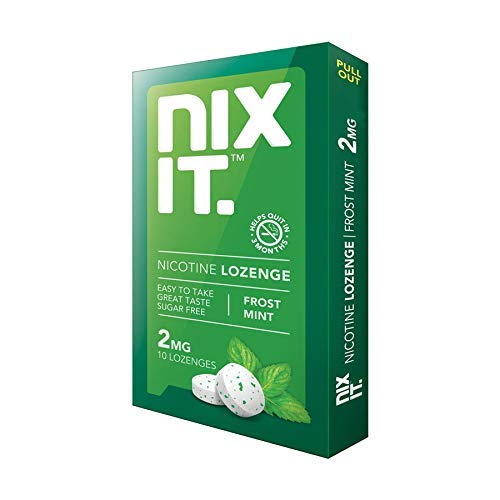 NIX
IT.™
HELPS QUIT IN
3 MONTHS
NICOTINE LOZENGE
EASY TO TAKE
GREAT TASTE
SUGAR FREE
FROST
MINT
2MG
10 LOZENGES
PULL
OUT
NIX
IT.
NICOTINE LOZENGE | FROST MINT 2MG